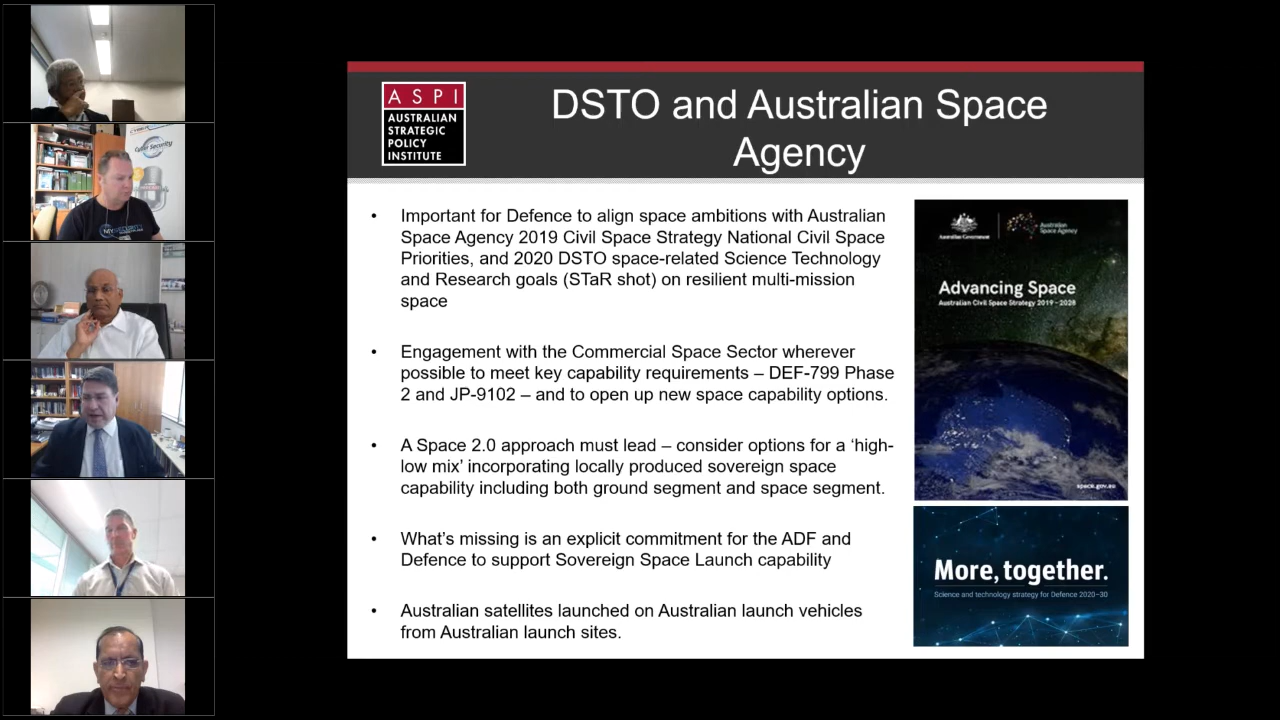 Cyber Security
MYSECURITY
ASPI
AUSTRALIAN
STRATEGIC
POLICY
INSTITUTE
DSTO and Australian Space
Agency
• Important for Defence to align space ambitions with Australian
Space Agency 2019 Civil Space Strategy National Civil Space
Priorities, and 2020 DSTO space-related Science Technology
and Research goals (STaR shot) on resilient multi-mission
space
• Engagement with the Commercial Space Sector wherever
possible to meet key capability requirements – DEF-799 Phase
2 and JP-9102 – and to open up new space capability options.
• A Space 2.0 approach must lead – consider options for a ‘high-
low mix’ incorporating locally produced sovereign space
capability including both ground segment and space segment.
• What’s missing is an explicit commitment for the ADF and
Defence to support Sovereign Space Launch capability
• Australian satellites launched on Australian launch vehicles
from Australian launch sites.
Australian Government
Australian
Space Agency
Advancing Space
Australian Civil Space Strategy 2019–2028
space.gov.au
More, together.
Science and technology strategy for Defence 2020–30